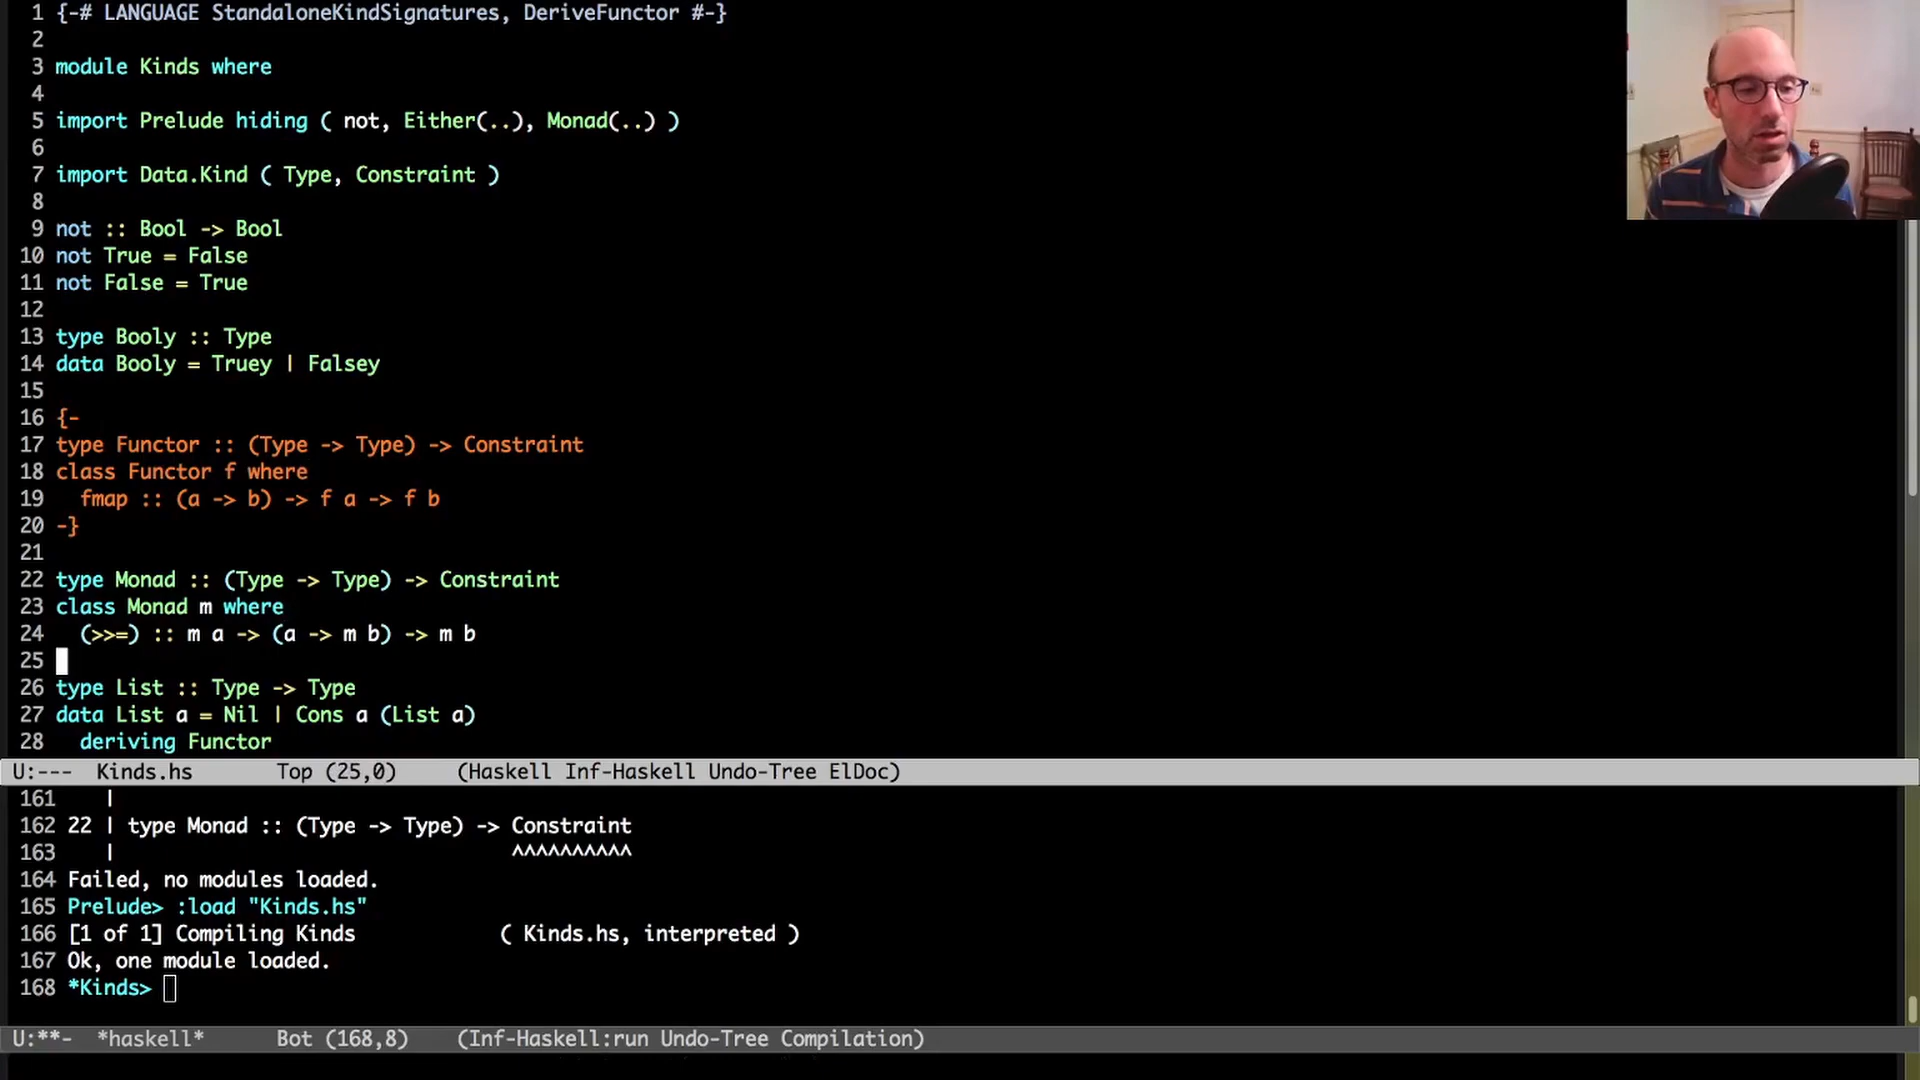 1 {-# LANGUAGE StandaloneKindSignatures, DeriveFunctor #-}
2
3 module Kinds where
4
5 import Prelude hiding ( not, Either(..), Monad(..) )
6
7 import Data.Kind ( Type, Constraint )
8
9 not :: Bool -> Bool
10 not True = False
11 not False = True
12
13 type Booly :: Type
14 data Booly = Truey | Falsey
15
16 {-
17 type Functor :: (Type -> Type) -> Constraint
18 class Functor f where
19   fmap :: (a -> b) -> f a -> f b
20 -}
21
22 type Monad :: (Type -> Type) -> Constraint
23 class Monad m where
24   (>>=) :: m a -> (a -> m b) -> m b
25
26 type List :: Type -> Type
27 data List a = Nil | Cons a (List a)
28   deriving Functor
U:--- Kinds.hs Top (25,0) (Haskell Inf-Haskell Undo-Tree ElDoc)
161    |
162 22 | type Monad :: (Type -> Type) -> Constraint
163    |                                 ^^^^^^^^^^
164 Failed, no modules loaded.
165 Prelude> :load "Kinds.hs"
166 [1 of 1] Compiling Kinds            ( Kinds.hs, interpreted )
167 Ok, one module loaded.
168 *Kinds>
U:**- *haskell* Bot (168,8) (Inf-Haskell:run Undo-Tree Compilation)